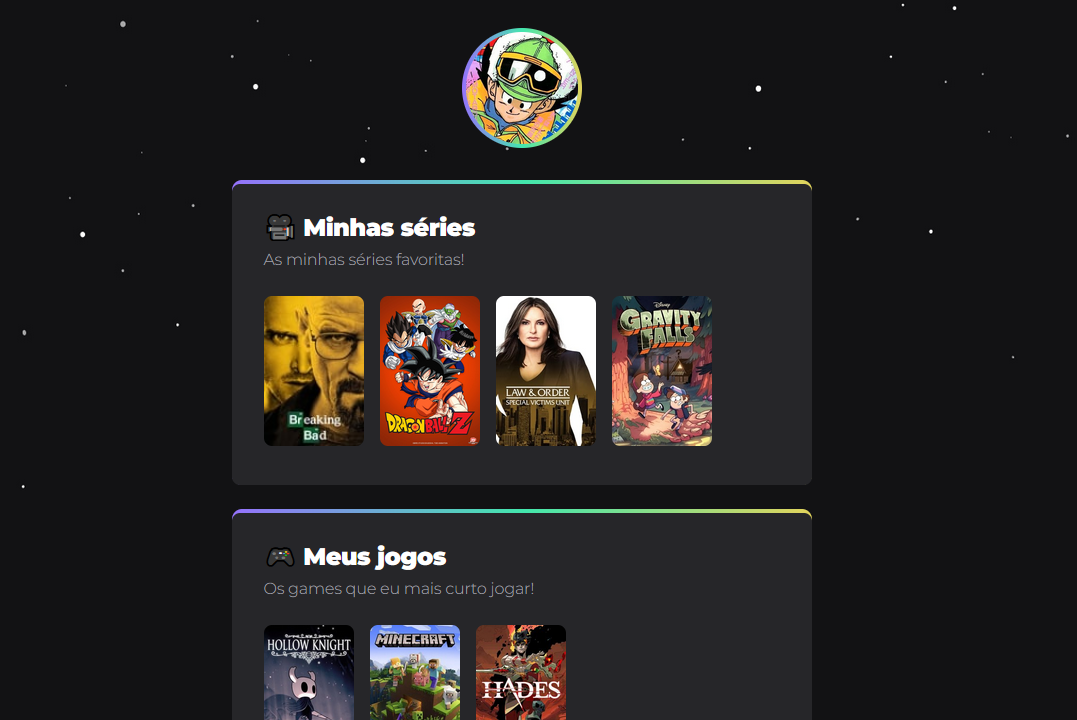 Minhas séries
As minhas séries favoritas!
Breaking
Bad
DRAGON BALL Z
LAW & ORDER
SPECIAL VICTIMS UNIT
Disney
GRAVITY
FALLS
Meus jogos
Os games que eu mais curto jogar!
HOLLOW KNIGHT
MINECRAFT
HADES